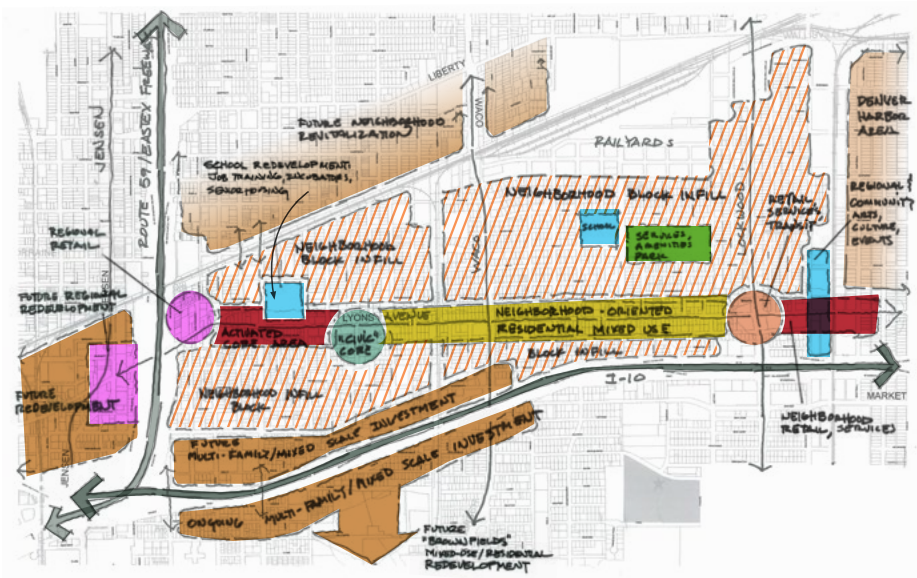 LIBERTY
JENSEN
ROUTE 59/EASTEX FREEWAY
WACO
FUTURE NEIGHBORHOOD
REVITALIZATION
RAILYARDS
DENVER
HARBOR
AREA
SCHOOL REDEVELOPMENT:
JOB TRAINING, INCUBATORS,
SENIOR HOUSING
NEIGHBORHOOD BLOCK INFILL
LOCKWOOD
RETAIL,
SERVICES,
TRANSIT
REGIONAL
COMMUNITY
ARTS,
CULTURE,
EVENTS
REGIONAL
RETAIL
SCHOOL
SERVICES,
AMENITIES
PARK
NEIGHBORHOOD
BLOCK INFILL
WACO
FUTURE REGIONAL
REDEVELOPMENT
LYONS
AVENUE
ACTIVATED
CORE AREA
"CIVIC"
CORE
NEIGHBORHOOD-ORIENTED
RESIDENTIAL MIXED USE
BLOCK INFILL
I-10
MARKET
FUTURE
REDEVELOPMENT
NEIGHBORHOOD INFILL
BLOCK
NEIGHBORHOOD
RETAIL, SERVICES
FUTURE
MULTI-FAMILY/MIXED SCALE INVESTMENT
JENSEN
ONGOING MULTI-FAMILY/MIXED SCALE INVESTMENT
FUTURE
"BROWNFIELDS"
MIXED-USE/RESIDENTIAL
REDEVELOPMENT